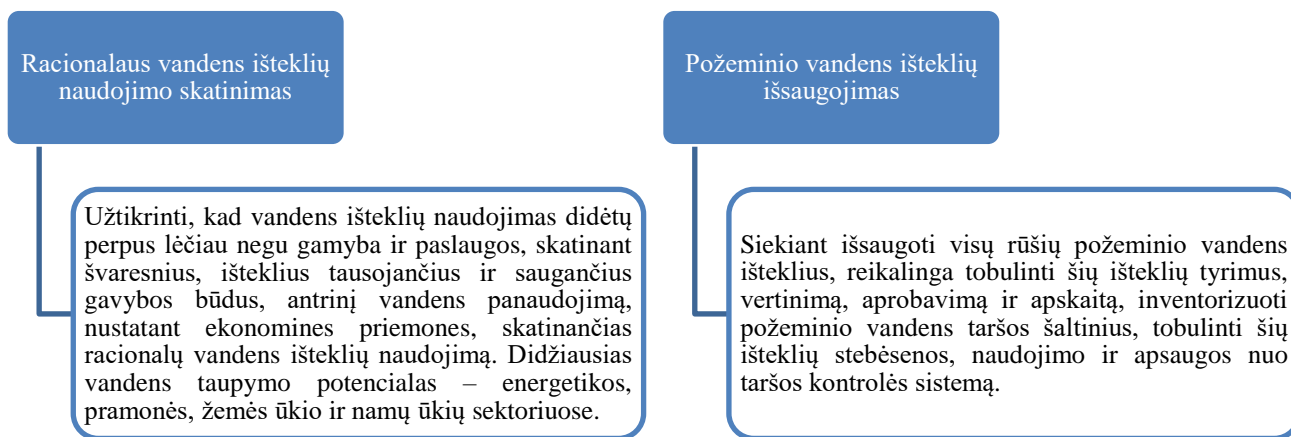 Racionalaus vandens išteklių
naudojimo skatinimas
Užtikrinti, kad vandens išteklių naudojimas didėtų
perpus lėčiau negu gamyba ir paslaugos, skatinant
švaresnius, išteklius tausojančius ir saugančius
gavybos būdus, antrinį vandens panaudojimą,
nustatant ekonomines priemones, skatinančias
racionalų vandens išteklių naudojimą. Didžiausias
vandens taupymo potencialas – energetikos,
pramonės, žemės ūkio ir namų ūkių sektoriuose.
Požeminio vandens išteklių
išsaugojimas
Siekiant išsaugoti visų rūšių požeminio vandens
išteklius, reikalinga tobulinti šių išteklių tyrimus,
vertinimą, aprobavimą ir apskaitą, inventorizuoti
požeminio vandens taršos šaltinius, tobulinti šių
išteklių stebėsenos, naudojimo ir apsaugos nuo
taršos kontrolės sistemą.